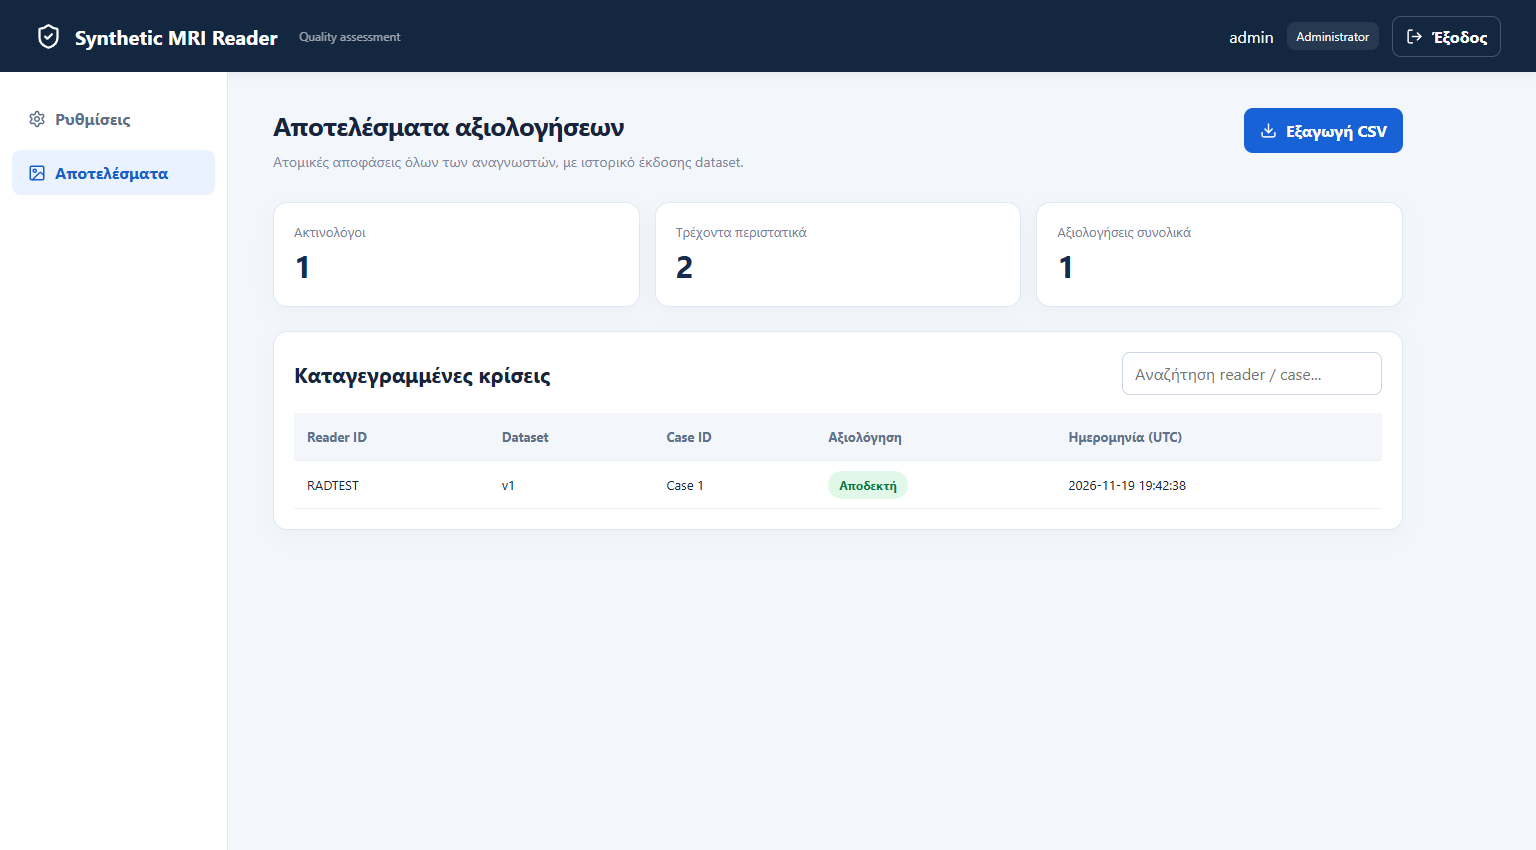 Synthetic MRI Reader
Quality assessment
admin
Administrator
Έξοδος
Ρυθμίσεις
Αποτελέσματα
Αποτελέσματα αξιολογήσεων
Ατομικές αποφάσεις όλων των αναγνωστών, με ιστορικό έκδοσης dataset.
Εξαγωγή CSV
Ακτινολόγοι
1
Τρέχοντα περιστατικά
2
Αξιολογήσεις συνολικά
1
Καταγεγραμμένες κρίσεις
Αναζήτηση reader / case...
Reader ID Dataset Case ID Αξιολόγηση Ημερομηνία (UTC)
RADTEST v1 Case 1 Αποδεκτή 2026-11-19 19:42:38